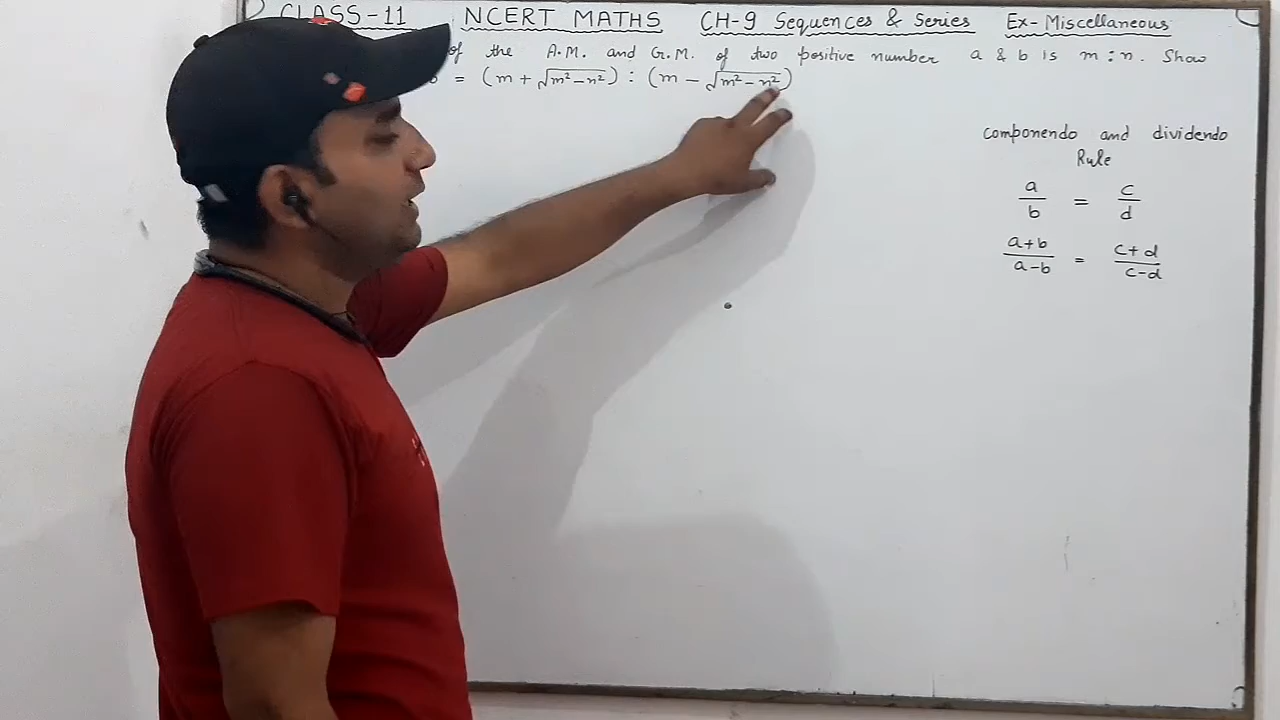 CLASS-11 NCERT MATHS CH-9 Sequences & Series Ex-Miscellaneous
of the A.M. and G.M. of two positive number a & b is m : n. Show
= (m + √m²-n²) : (m - √m²-n²)
componendo and dividendo
Rule
a/b = c/d
a+b/a-b = c+d/c-d